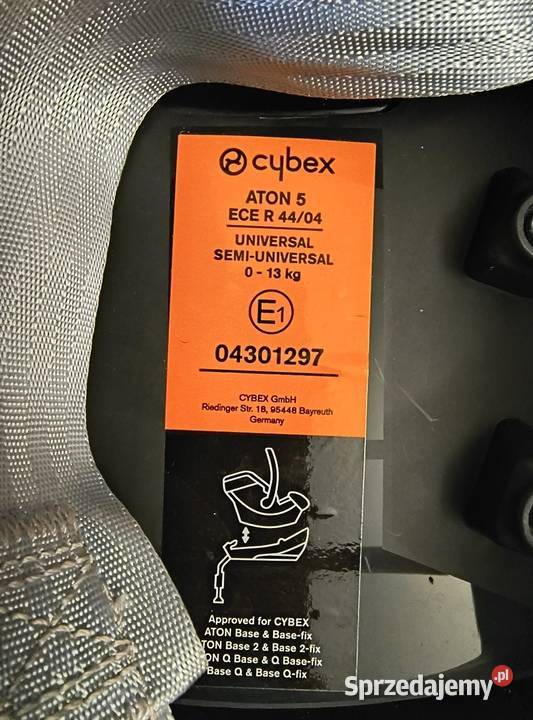 cybex
ATON 5
ECE R 44/04
UNIVERSAL
SEMI-UNIVERSAL
0 - 13 kg
E1
04301297
CYBEX GmbH
Riedinger Str. 18, 95448 Bayreuth
Germany
Approved for CYBEX
ATON Base & Base-fix
TON Base 2 & Base 2-fix
ON Q Base & Q Base-fix
Base Q & Base Q-fix
Sprzedajemy.pl